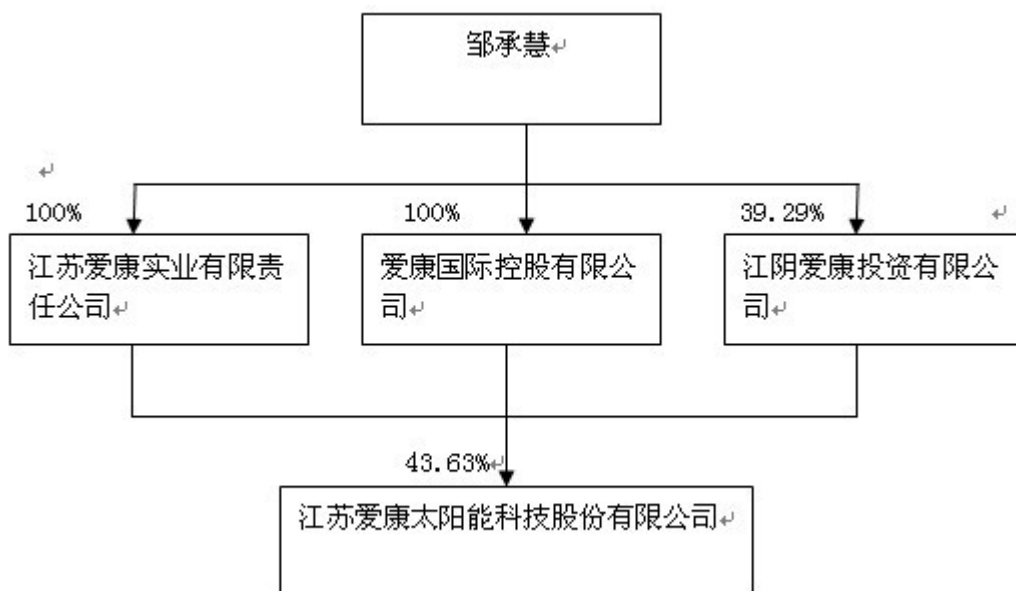 邹承慧
100%
100%
39.29%
江苏爱康实业有限责
任公司
爱康国际控股有限公
司
江阴爱康投资有限公
司
43.63%
江苏爱康太阳能科技股份有限公司